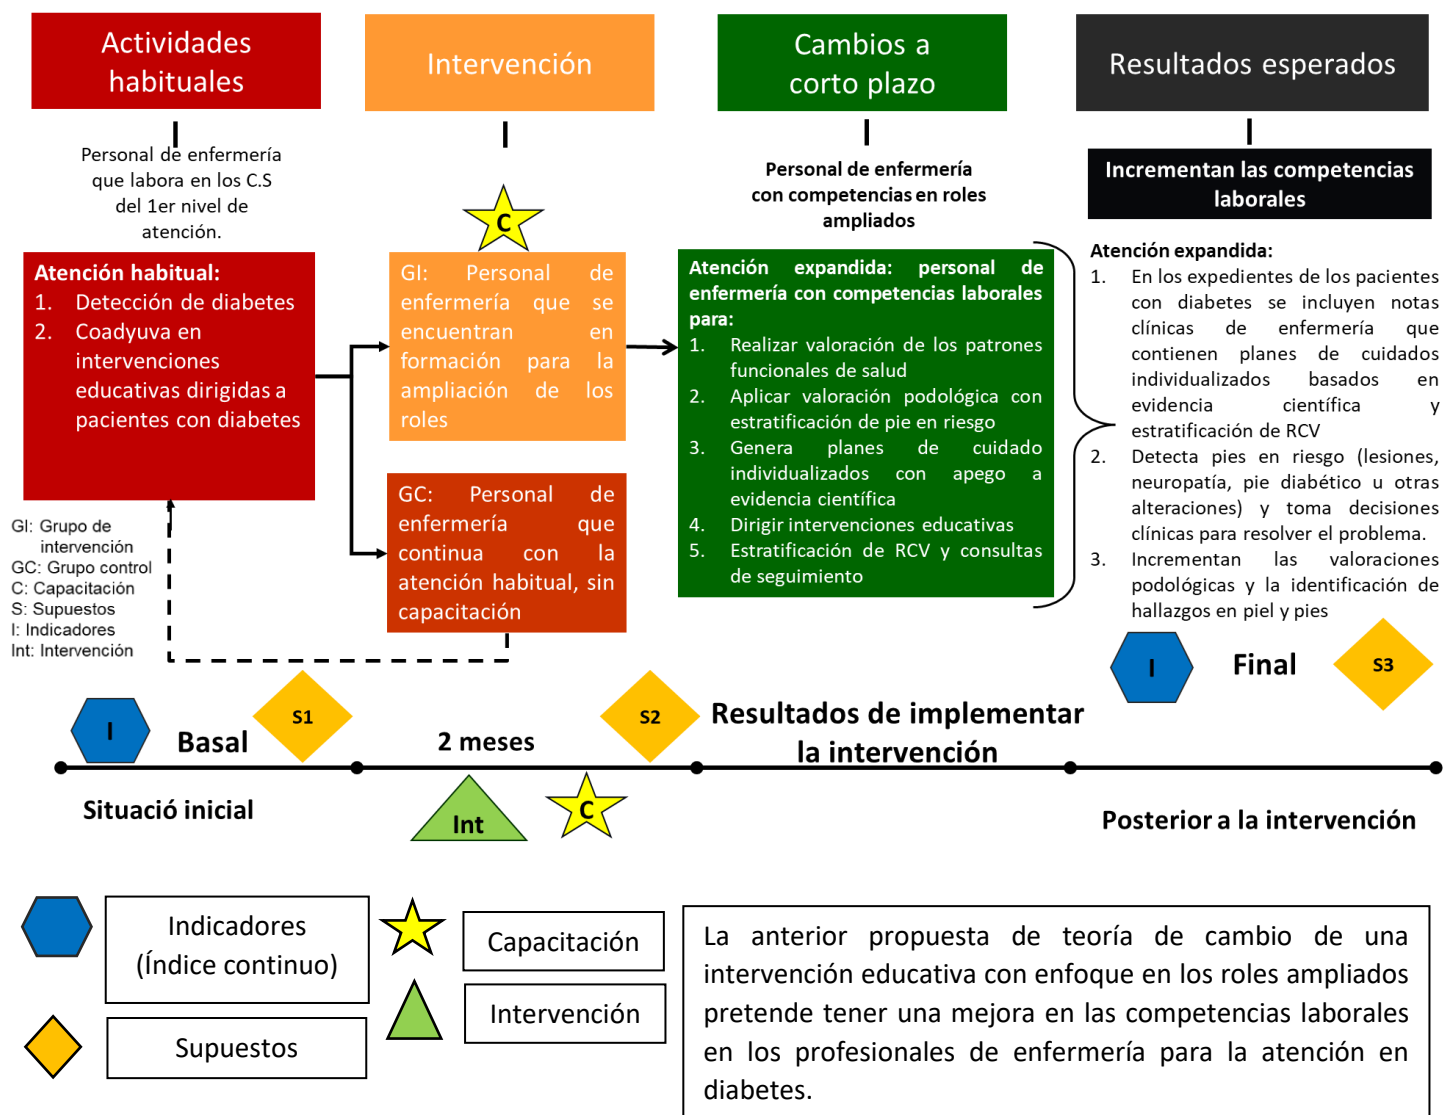 Actividades
habituales
Intervención
Cambios a
corto plazo
Resultados esperados
Personal de enfermería
que labora en los C.S
del 1er nivel de
atención.
C
Personal de enfermería
con competencias en roles
ampliados
Incrementan las competencias
laborales
Atención habitual:
1. Detección de diabetes
2. Coadyuva en
intervenciones
educativas dirigidas a
pacientes con diabetes
GI: Personal de
enfermería que se
encuentran en
formación para la
ampliación de los
roles
GC: Personal de
enfermería que
continua con la
atención habitual, sin
capacitación
Atención expandida: personal de
enfermería con competencias laborales
para:
1. Realizar valoración de los patrones
funcionales de salud
2. Aplicar valoración podológica con
estratificación de pie en riesgo
3. Genera planes de cuidado
individualizados con apego a
evidencia científica
4. Dirigir intervenciones educativas
5. Estratificación de RCV y consultas
de seguimiento
Atención expandida:
1. En los expedientes de los pacientes
con diabetes se incluyen notas
clínicas de enfermería que
contienen planes de cuidados
individualizados basados en
evidencia científica y
estratificación de RCV
2. Detecta pies en riesgo (lesiones,
neuropatía, pie diabético u otras
alteraciones) y toma decisiones
clínicas para resolver el problema.
3. Incrementan las valoraciones
podológicas y la identificación de
hallazgos en piel y pies
GI: Grupo de
intervención
GC: Grupo control
C: Capacitación
S: Supuestos
I: Indicadores
Int: Intervención
I
Basal
S1
2 meses
S2
Resultados de implementar
la intervención
I
Final
S3
Situació inicial
Int
C
Posterior a la intervención
Indicadores
(Índice continuo)
Supuestos
Capacitación
Intervención
La anterior propuesta de teoría de cambio de una
intervención educativa con enfoque en los roles ampliados
pretende tener una mejora en las competencias laborales
en los profesionales de enfermería para la atención en
diabetes.